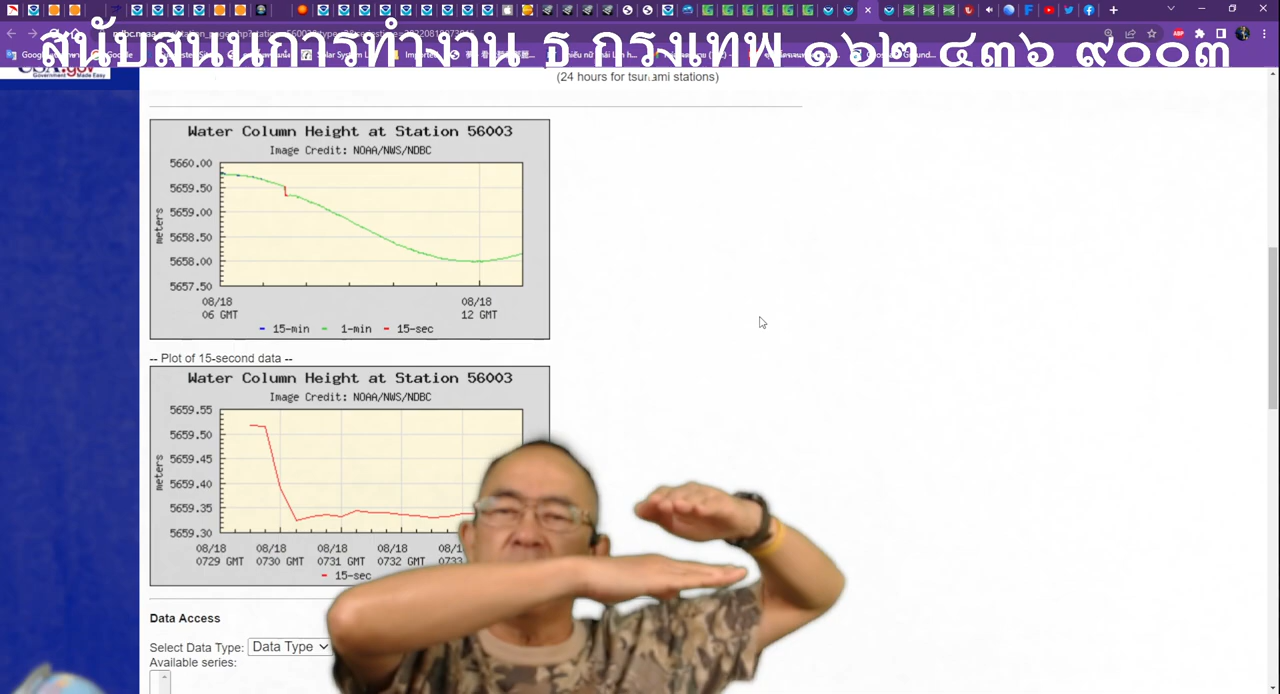 สนับสนุนการทำงาน ธ.กรุงเทพ ๑๖๒ ๔๓๖ ๙๐๐๓
Government Made Easy
(24 hours for tsunami stations)
Water Column Height at Station 56003
Image Credit: NOAA/NWS/NDBC
5660.00
5659.50
5659.00
5658.50
5658.00
5657.50
meters
08/18 08/18
06 GMT 12 GMT
15-min 1-min 15-sec
-- Plot of 15-second data --
Water Column Height at Station 56003
Image Credit: NOAA/NWS/NDBC
5659.55
5659.50
5659.45
5659.40
5659.35
5659.30
meters
08/18 08/18 08/18 08/18 08/1
0729 GMT 0730 GMT 0731 GMT 0732 GMT 0733
15-sec
Data Access
Select Data Type: Data Type
Available series: